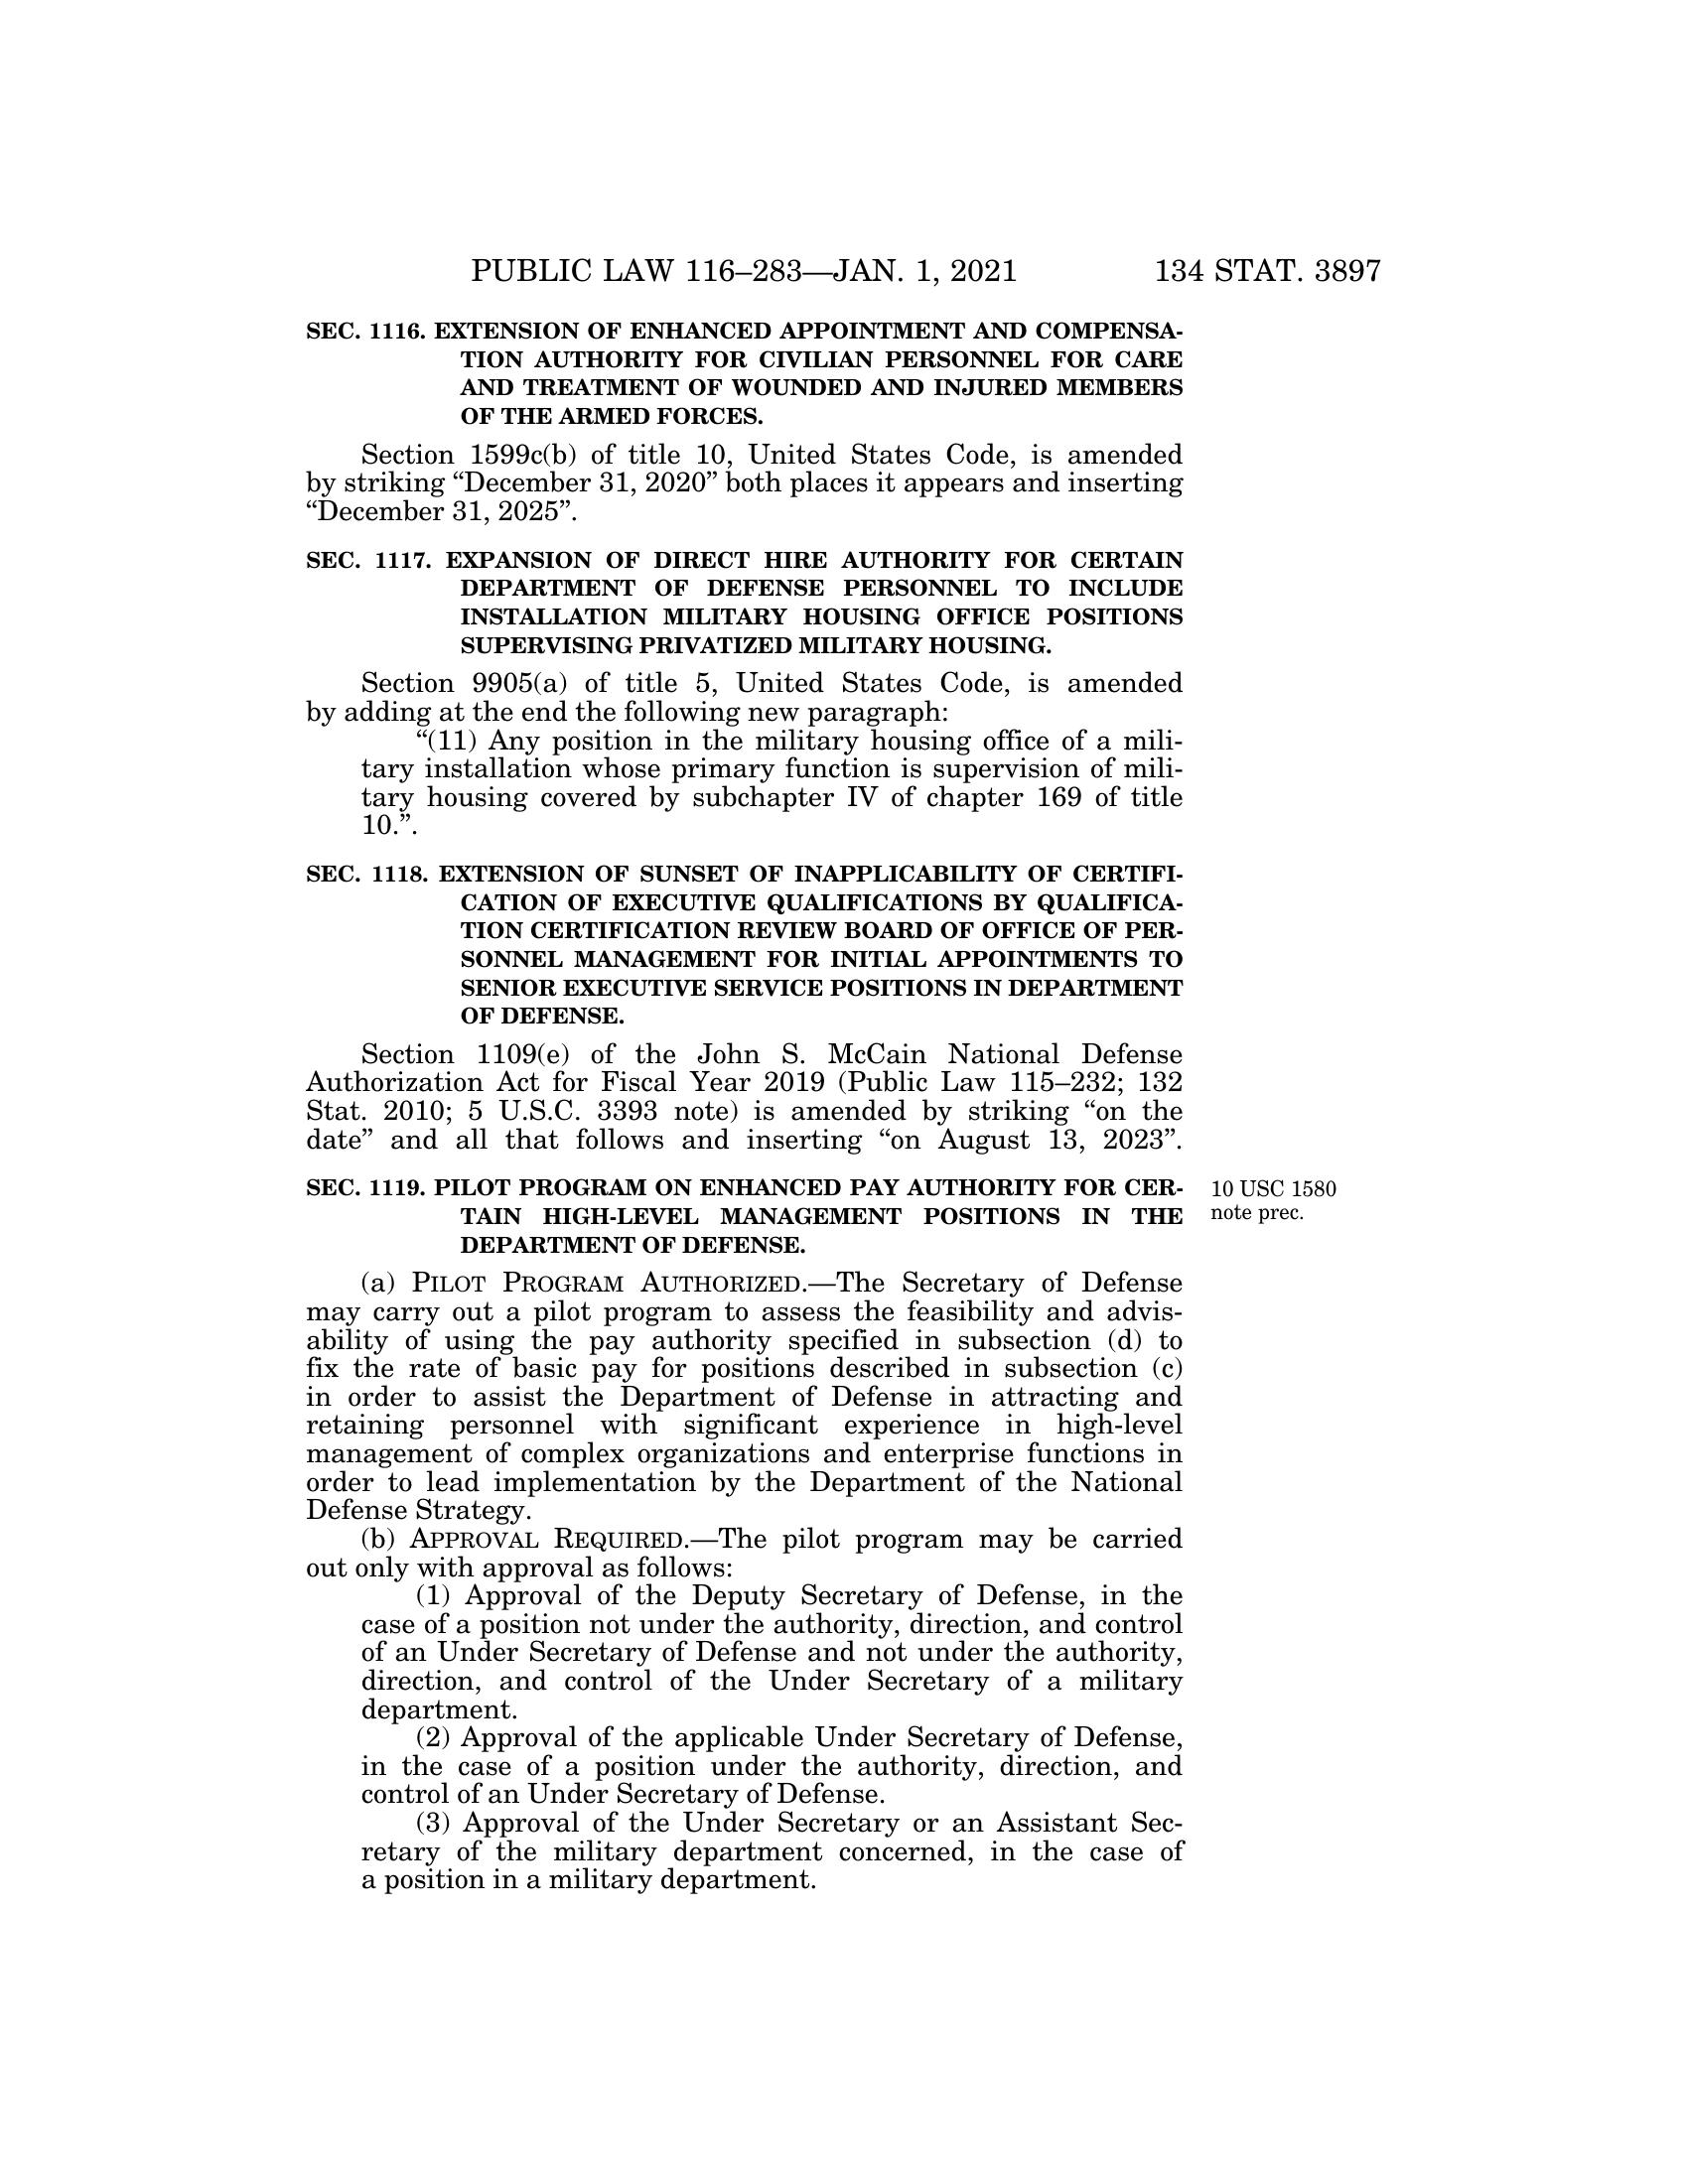 PUBLIC LAW 116–283—JAN. 1, 2021 134 STAT. 3897
SEC. 1116. EXTENSION OF ENHANCED APPOINTMENT AND COMPENSA-
TION AUTHORITY FOR CIVILIAN PERSONNEL FOR CARE
AND TREATMENT OF WOUNDED AND INJURED MEMBERS
OF THE ARMED FORCES.
Section 1599c(b) of title 10, United States Code, is amended
by striking “December 31, 2020” both places it appears and inserting
“December 31, 2025”.
SEC. 1117. EXPANSION OF DIRECT HIRE AUTHORITY FOR CERTAIN
DEPARTMENT OF DEFENSE PERSONNEL TO INCLUDE
INSTALLATION MILITARY HOUSING OFFICE POSITIONS
SUPERVISING PRIVATIZED MILITARY HOUSING.
Section 9905(a) of title 5, United States Code, is amended
by adding at the end the following new paragraph:
“(11) Any position in the military housing office of a mili-
tary installation whose primary function is supervision of mili-
tary housing covered by subchapter IV of chapter 169 of title
10.”.
SEC. 1118. EXTENSION OF SUNSET OF INAPPLICABILITY OF CERTIFI-
CATION OF EXECUTIVE QUALIFICATIONS BY QUALIFICA-
TION CERTIFICATION REVIEW BOARD OF OFFICE OF PER-
SONNEL MANAGEMENT FOR INITIAL APPOINTMENTS TO
SENIOR EXECUTIVE SERVICE POSITIONS IN DEPARTMENT
OF DEFENSE.
Section 1109(e) of the John S. McCain National Defense
Authorization Act for Fiscal Year 2019 (Public Law 115–232; 132
Stat. 2010; 5 U.S.C. 3393 note) is amended by striking “on the
date” and all that follows and inserting “on August 13, 2023”.
SEC. 1119. PILOT PROGRAM ON ENHANCED PAY AUTHORITY FOR CER-
TAIN HIGH-LEVEL MANAGEMENT POSITIONS IN THE
DEPARTMENT OF DEFENSE.
10 USC 1580
note prec.
(a) PILOT PROGRAM AUTHORIZED.—The Secretary of Defense
may carry out a pilot program to assess the feasibility and advis-
ability of using the pay authority specified in subsection (d) to
fix the rate of basic pay for positions described in subsection (c)
in order to assist the Department of Defense in attracting and
retaining personnel with significant experience in high-level
management of complex organizations and enterprise functions in
order to lead implementation by the Department of the National
Defense Strategy.
(b) APPROVAL REQUIRED.—The pilot program may be carried
out only with approval as follows:
(1) Approval of the Deputy Secretary of Defense, in the
case of a position not under the authority, direction, and control
of an Under Secretary of Defense and not under the authority,
direction, and control of the Under Secretary of a military
department.
(2) Approval of the applicable Under Secretary of Defense,
in the case of a position under the authority, direction, and
control of an Under Secretary of Defense.
(3) Approval of the Under Secretary or an Assistant Sec-
retary of the military department concerned, in the case of
a position in a military department.